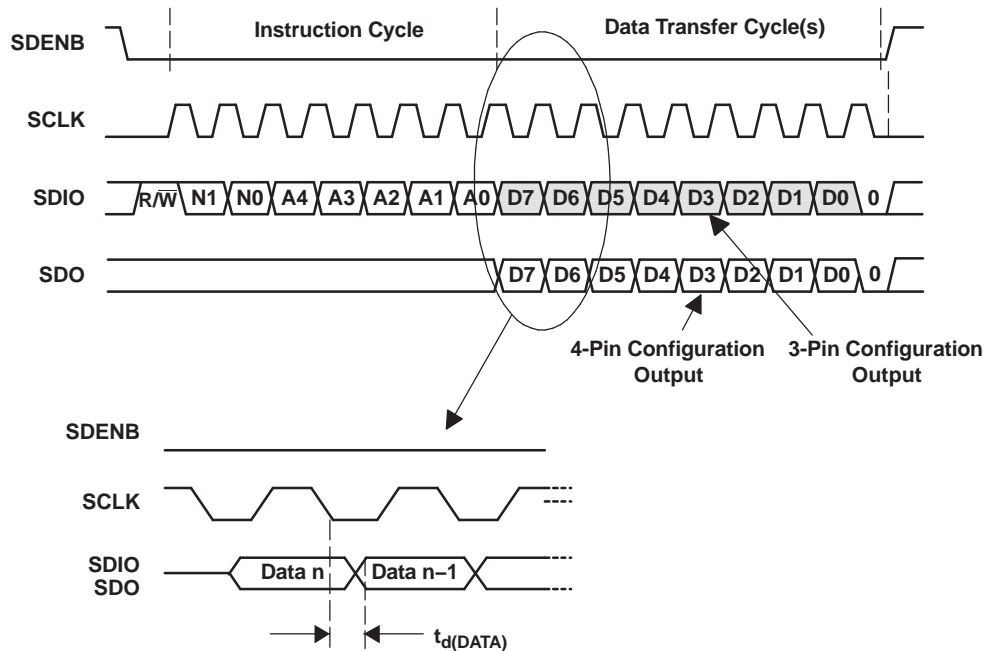 Instruction Cycle
Data Transfer Cycle(s)
SDENB
SCLK
SDIO
R/W̅ N1 N0 A4 A3 A2 A1 A0 D7 D6 D5 D4 D3 D2 D1 D0 0
SDO
D7 D6 D5 D4 D3 D2 D1 D0 0
4-Pin Configuration
Output
3-Pin Configuration
Output
SDENB
SCLK
SDIO
SDO
Data n
Data n–1
td(DATA)